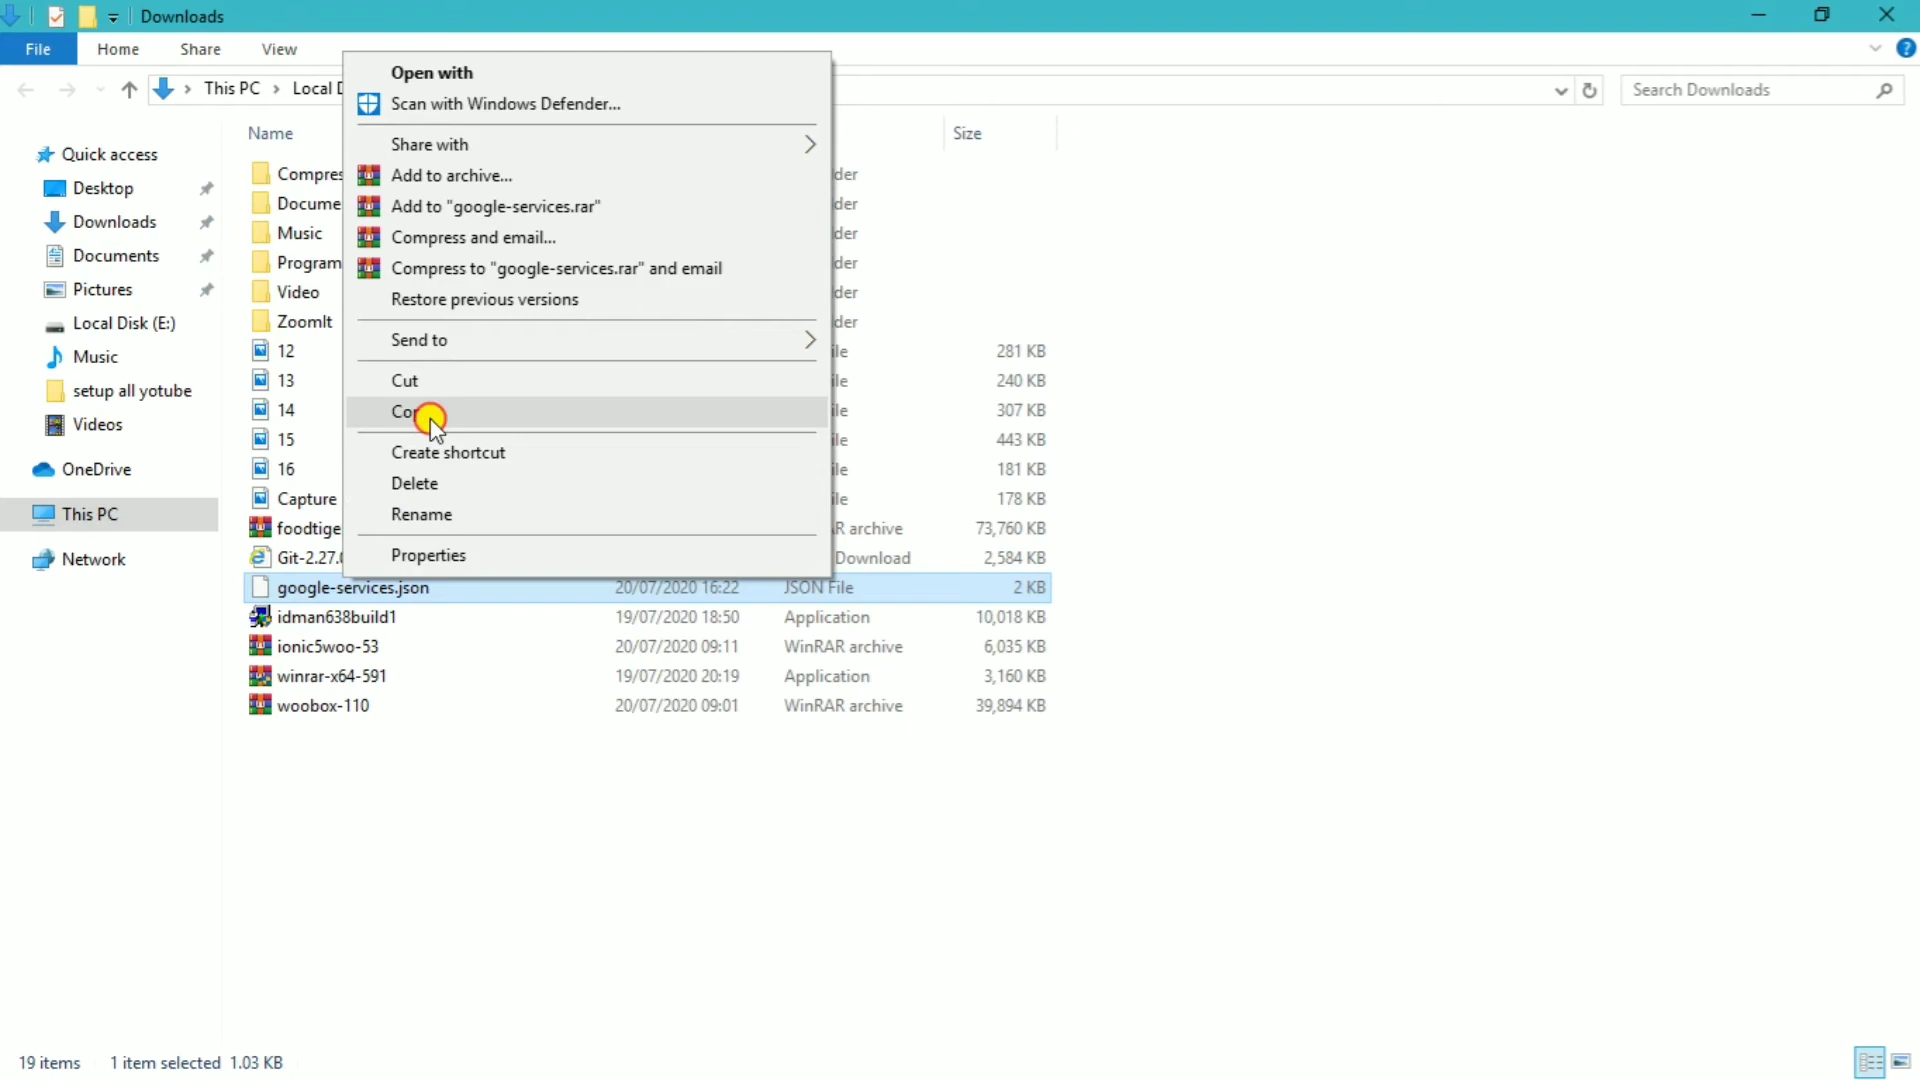 Downloads
File Home Share View
This PC Local
Search Downloads
Name Size
Quick access
Desktop
Downloads
Documents
Pictures
Local Disk (E:)
Music
setup all yotube
Videos
OneDrive
This PC
Network
Open with
Scan with Windows Defender...
Share with
Add to archive...
Add to "google-services.rar"
Compress and email...
Compress to "google-services.rar" and email
Restore previous versions
Send to
Cut
Create shortcut
Delete
Rename
Properties
Compres der
Docume der
Music der
Program der
Video der
ZoomIt der
12 ile 281 KB
13 ile 240 KB
14 ile 307 KB
15 ile 443 KB
16 ile 181 KB
Capture ile 178 KB
foodtige AR archive 73,760 KB
Git-2.27.0 Download 2,584 KB
google-services.json 20/07/2020 16:22 JSON File 2 KB
idman638build1 19/07/2020 18:50 Application 10,018 KB
ionic5woo-53 20/07/2020 09:11 WinRAR archive 6,035 KB
winrar-x64-591 19/07/2020 20:19 Application 3,160 KB
woobox-110 20/07/2020 09:01 WinRAR archive 39,894 KB
19 items 1 item selected 1.03 KB